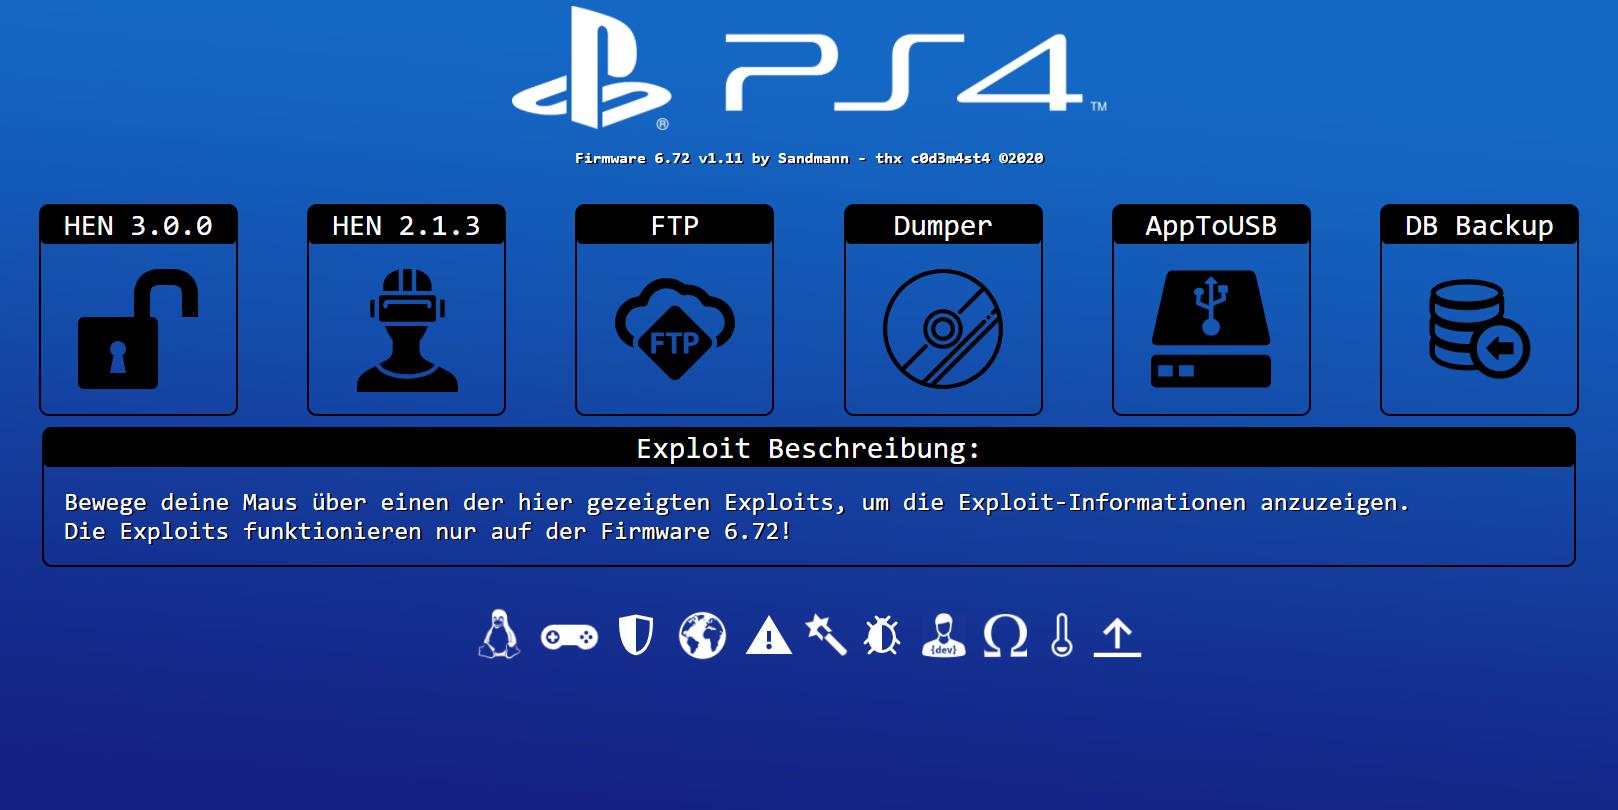 PS4 ™
®
Firmware 6.72 v1.11 by Sandmann - thx c0d3m4st4 ©2020
HEN 3.0.0
HEN 2.1.3
FTP
Dumper
AppToUSB
DB Backup
FTP
Exploit Beschreibung:
Bewege deine Maus über einen der hier gezeigten Exploits, um die Exploit-Informationen anzuzeigen.
Die Exploits funktionieren nur auf der Firmware 6.72!
{dev}
Ω